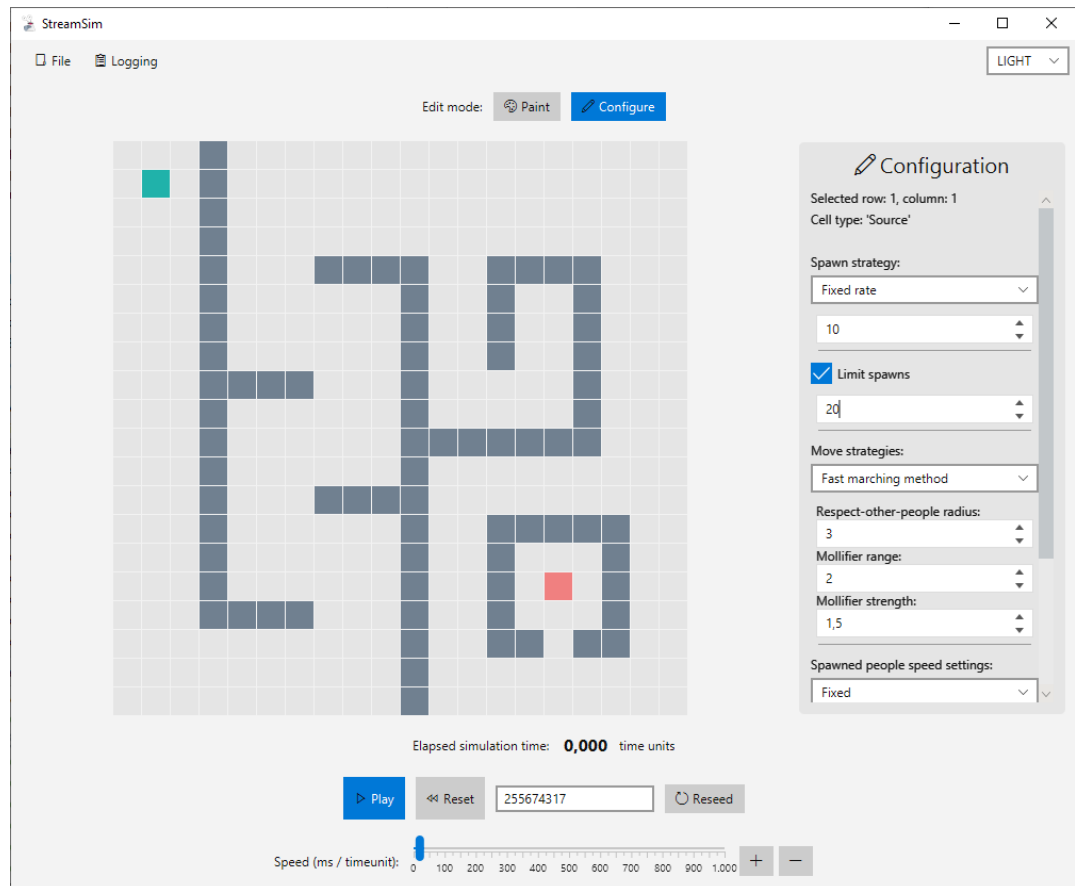 StreamSim
File Logging LIGHT
Edit mode: Paint Configure
Configuration
Selected row: 1, column: 1
Cell type: 'Source'
Spawn strategy:
Fixed rate
10
Limit spawns
20
Move strategies:
Fast marching method
Respect-other-people radius:
3
Mollifier range:
2
Mollifier strength:
1,5
Spawned people speed settings:
Fixed
Elapsed simulation time: 0,000 time units
Play Reset 255674317 Reseed
Speed (ms / timeunit):
0 100 200 300 400 500 600 700 800 900 1.000